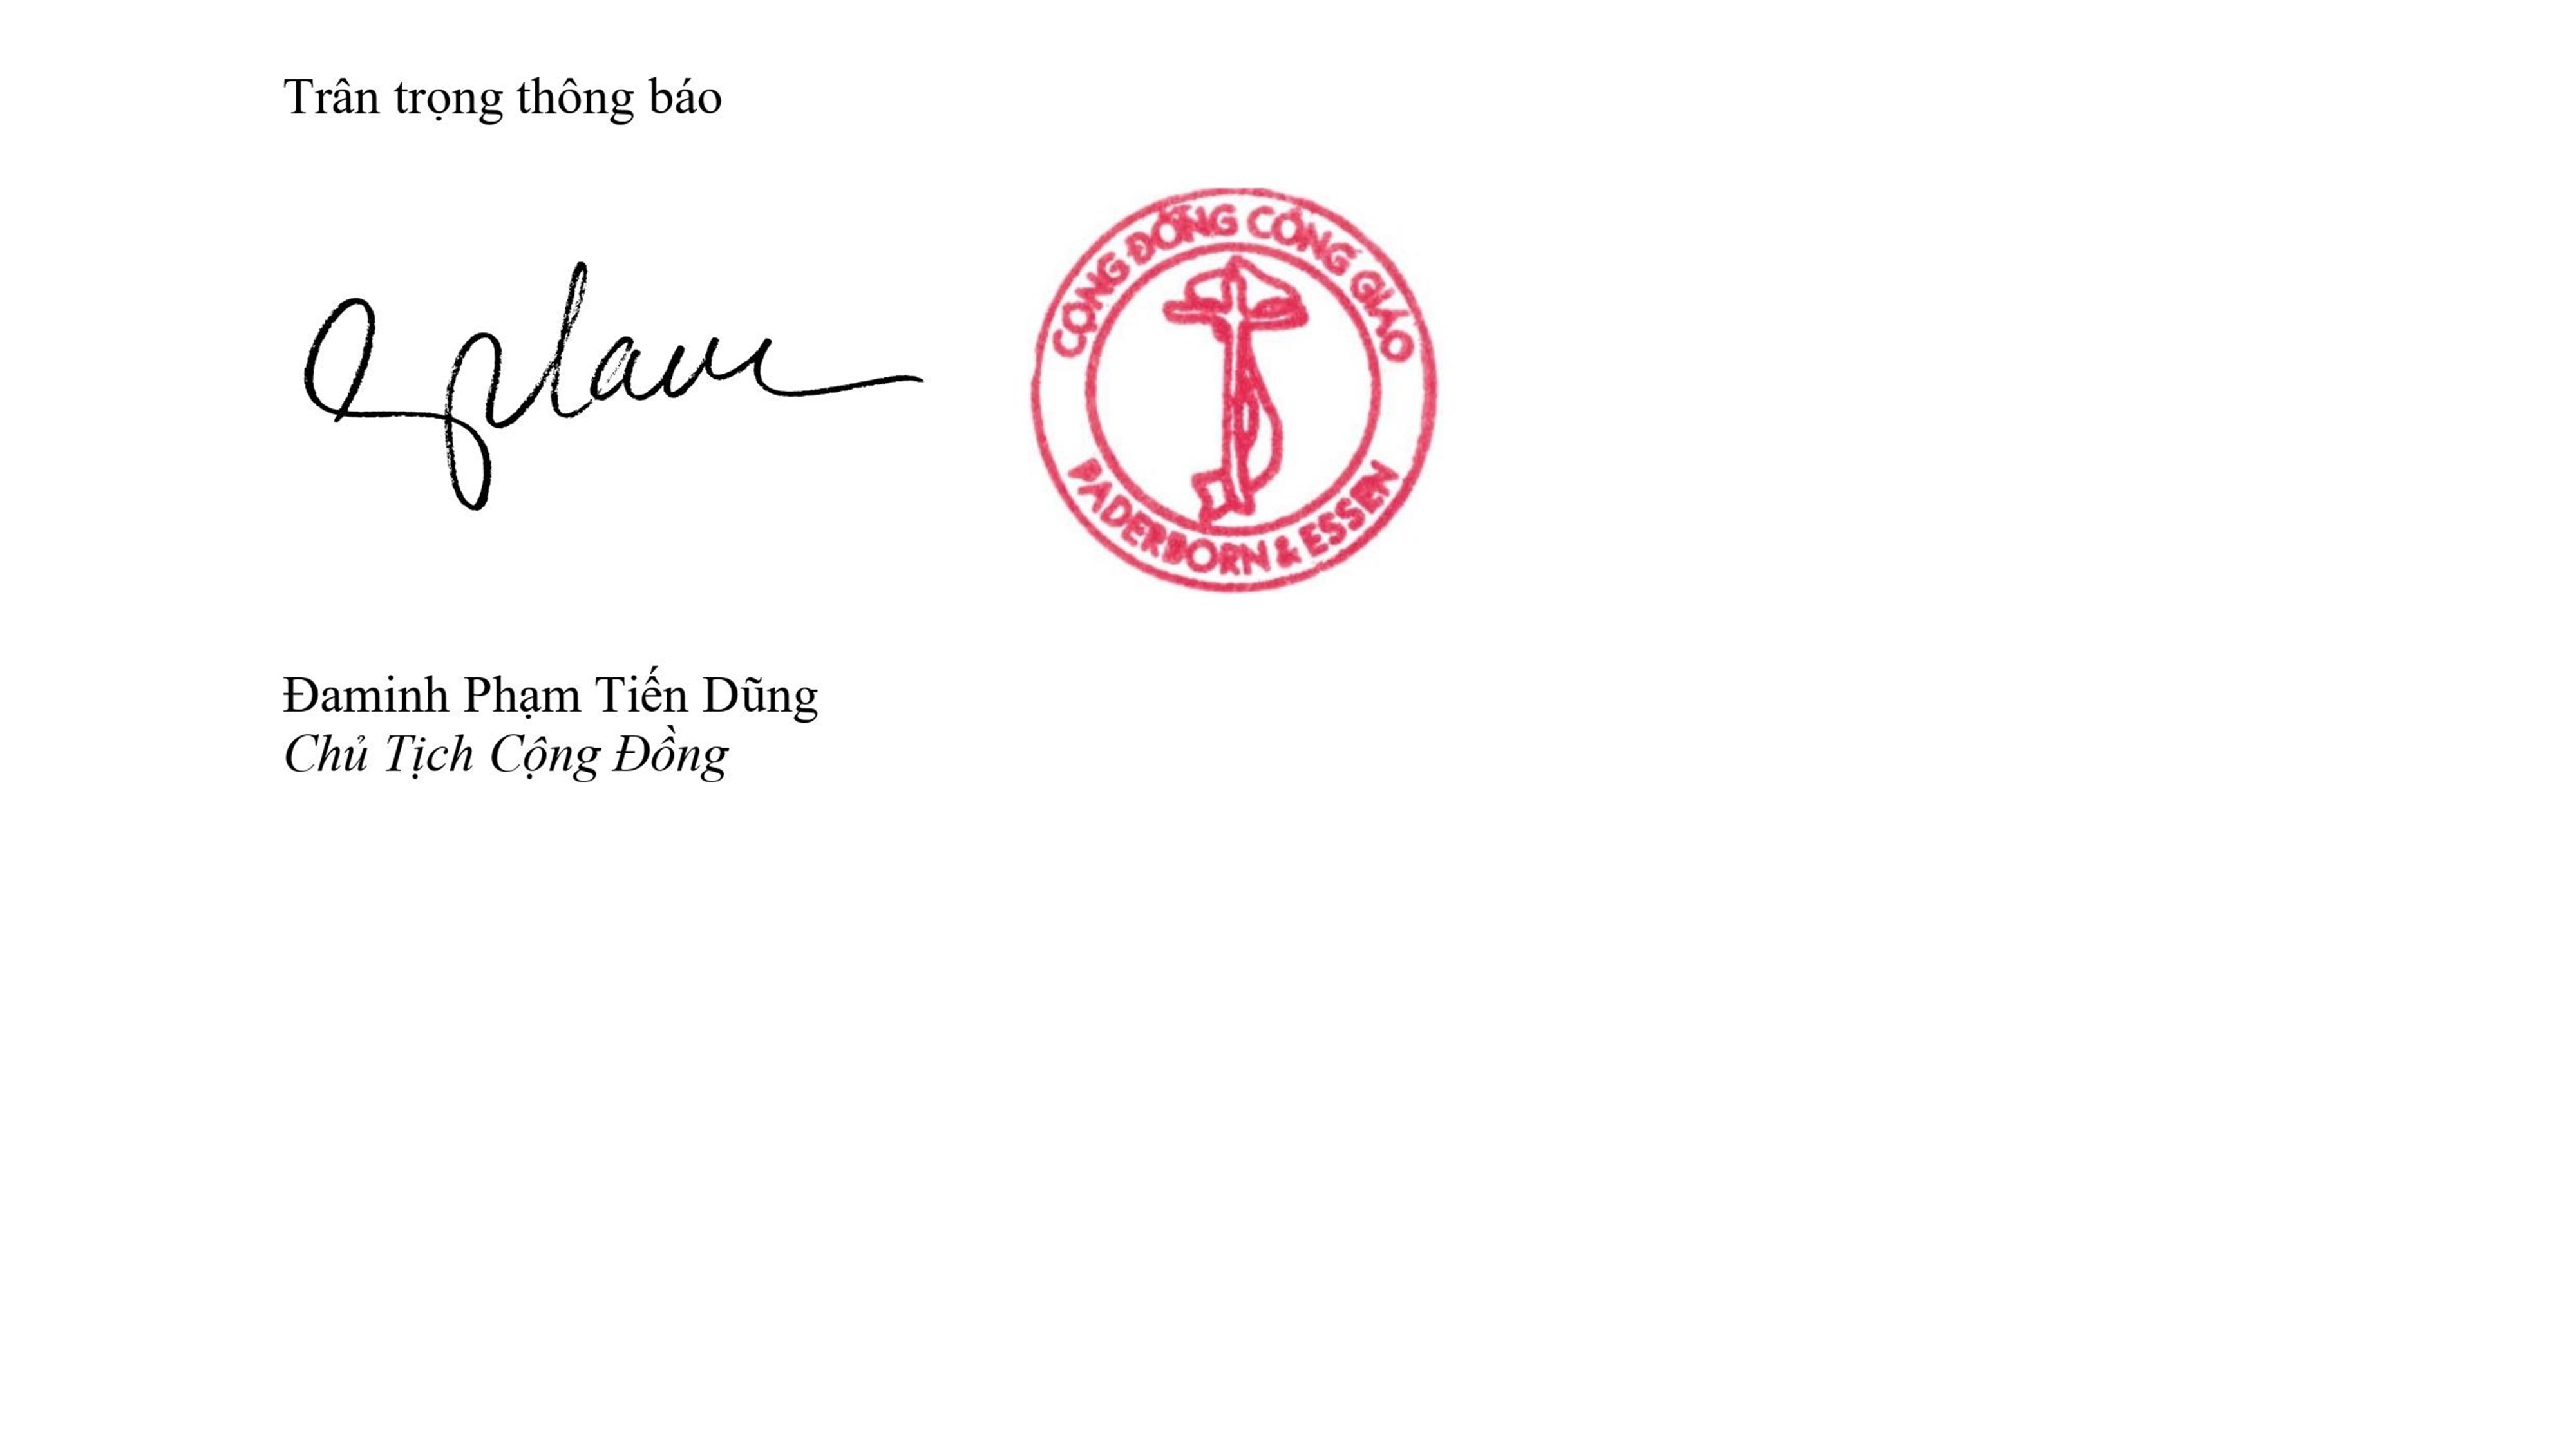 Trân trọng thông báo
CỘNG ĐỒNG CÔNG GIÁO
PADERBORN & ESSEN
Đaminh Phạm Tiến Dũng
Chủ Tịch Cộng Đồng